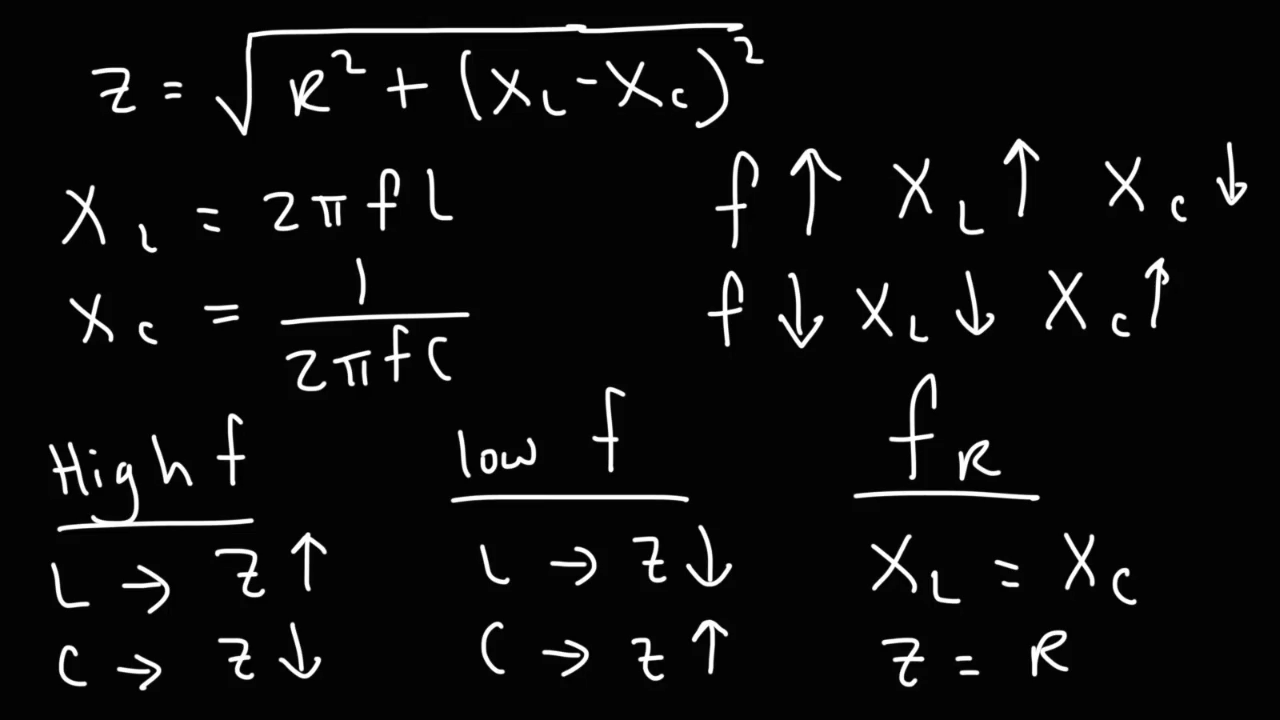 Z = √(R² + (X_L - X_C)²)
X_L = 2πfL
X_C = 1/(2πfC)
f ↑ X_L ↑ X_C ↓
f ↓ X_L ↓ X_C ↑
High f
L → Z ↑
C → Z ↓
low f
L → Z ↓
C → Z ↑
f_R
X_L = X_C
Z = R